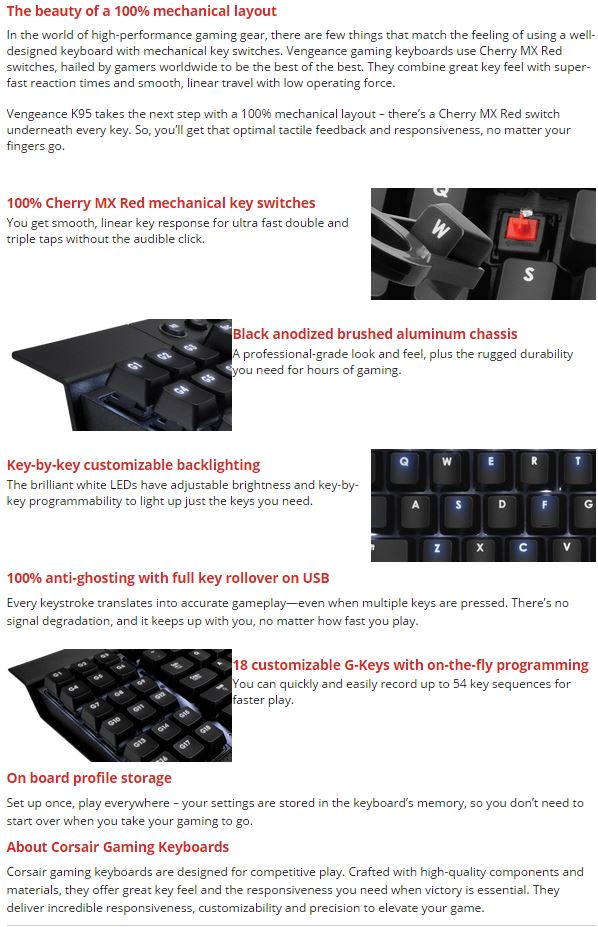 The beauty of a 100% mechanical layout
In the world of high-performance gaming gear, there are few things that match the feeling of using a well-
designed keyboard with mechanical key switches. Vengeance gaming keyboards use Cherry MX Red
switches, hailed by gamers worldwide to be the best of the best. They combine great key feel with super-
fast reaction times and smooth, linear travel with low operating force.
Vengeance K95 takes the next step with a 100% mechanical layout – there's a Cherry MX Red switch
underneath every key. So, you'll get that optimal tactile feedback and responsiveness, no matter your
fingers go.
100% Cherry MX Red mechanical key switches
You get smooth, linear key response for ultra fast double and
triple taps without the audible click.
Q
W
S
G1
G2
G4
G5
Black anodized brushed aluminum chassis
A professional-grade look and feel, plus the rugged durability
you need for hours of gaming.
Key-by-key customizable backlighting
The brilliant white LEDs have adjustable brightness and key-by-
key programmability to light up just the keys you need.
Q W E R T
A S D F G
Z X C V
100% anti-ghosting with full key rollover on USB
Every keystroke translates into accurate gameplay—even when multiple keys are pressed. There's no
signal degradation, and it keeps up with you, no matter how fast you play.
G1 G2 G3
G4 G5 G6
G7 G8 G9
G10 G11 G12
G13 G14 G15
G16 G17 G18
18 customizable G-Keys with on-the-fly programming
You can quickly and easily record up to 54 key sequences for
faster play.
On board profile storage
Set up once, play everywhere – your settings are stored in the keyboard's memory, so you don't need to
start over when you take your gaming to go.
About Corsair Gaming Keyboards
Corsair gaming keyboards are designed for competitive play. Crafted with high-quality components and
materials, they offer great key feel and the responsiveness you need when victory is essential. They
deliver incredible responsiveness, customizability and precision to elevate your game.